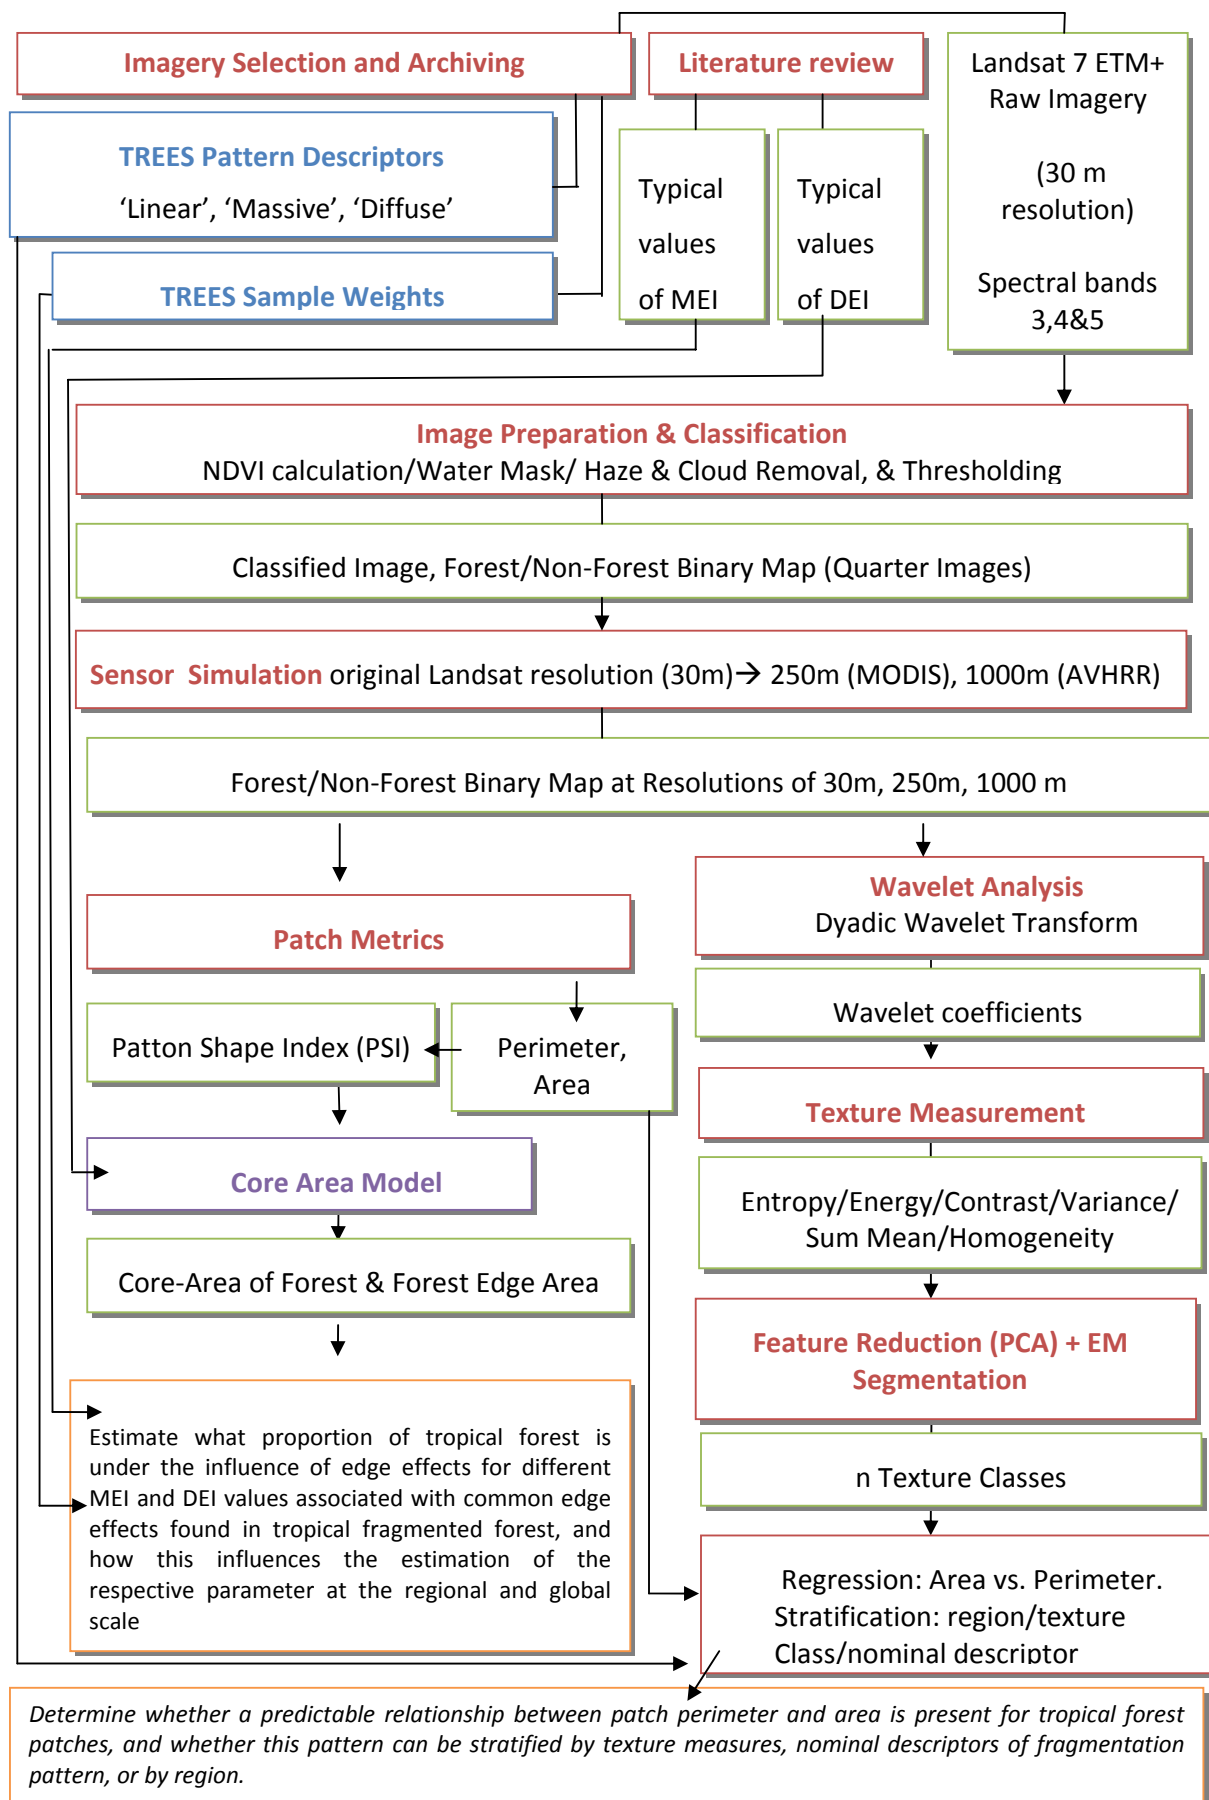 Imagery Selection and Archiving
Literature review
Landsat 7 ETM+
Raw Imagery
(30 m
resolution)
Spectral bands
3,4&5
TREES Pattern Descriptors
‘Linear’, ‘Massive’, ‘Diffuse’
Typical
values
of MEI
Typical
values
of DEI
TREES Sample Weights
Image Preparation & Classification
NDVI calculation/Water Mask/ Haze & Cloud Removal, & Thresholding
Classified Image, Forest/Non-Forest Binary Map (Quarter Images)
Sensor Simulation original Landsat resolution (30m)→ 250m (MODIS), 1000m (AVHRR)
Forest/Non-Forest Binary Map at Resolutions of 30m, 250m, 1000 m
Patch Metrics
Patton Shape Index (PSI)
Perimeter,
Area
Core Area Model
Core-Area of Forest & Forest Edge Area
Estimate what proportion of tropical forest is
under the influence of edge effects for different
MEI and DEI values associated with common edge
effects found in tropical fragmented forest, and
how this influences the estimation of the
respective parameter at the regional and global
scale
Wavelet Analysis
Dyadic Wavelet Transform
Wavelet coefficients
Texture Measurement
Entropy/Energy/Contrast/Variance/
Sum Mean/Homogeneity
Feature Reduction (PCA) + EM
Segmentation
n Texture Classes
Regression: Area vs. Perimeter.
Stratification: region/texture
Class/nominal descriptor
Determine whether a predictable relationship between patch perimeter and area is present for tropical forest
patches, and whether this pattern can be stratified by texture measures, nominal descriptors of fragmentation
pattern, or by region.